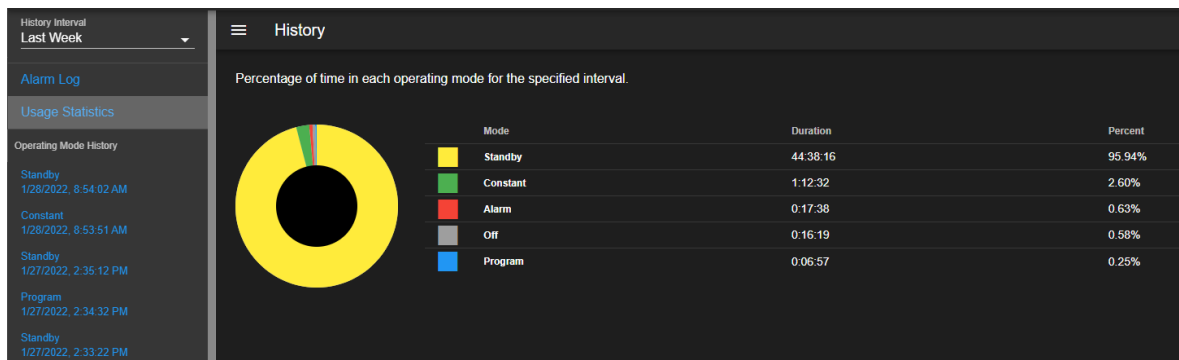 History Interval
Last Week
History
Alarm Log
Usage Statistics
Operating Mode History
Standby
1/28/2022, 8:54:02 AM
Constant
1/28/2022, 8:53:51 AM
Standby
1/27/2022, 2:35:12 PM
Program
1/27/2022, 2:34:32 PM
Standby
1/27/2022, 2:33:22 PM
Percentage of time in each operating mode for the specified interval.
Mode Duration Percent
Standby 44:38:16 95.94%
Constant 1:12:32 2.60%
Alarm 0:17:38 0.63%
Off 0:16:19 0.58%
Program 0:06:57 0.25%